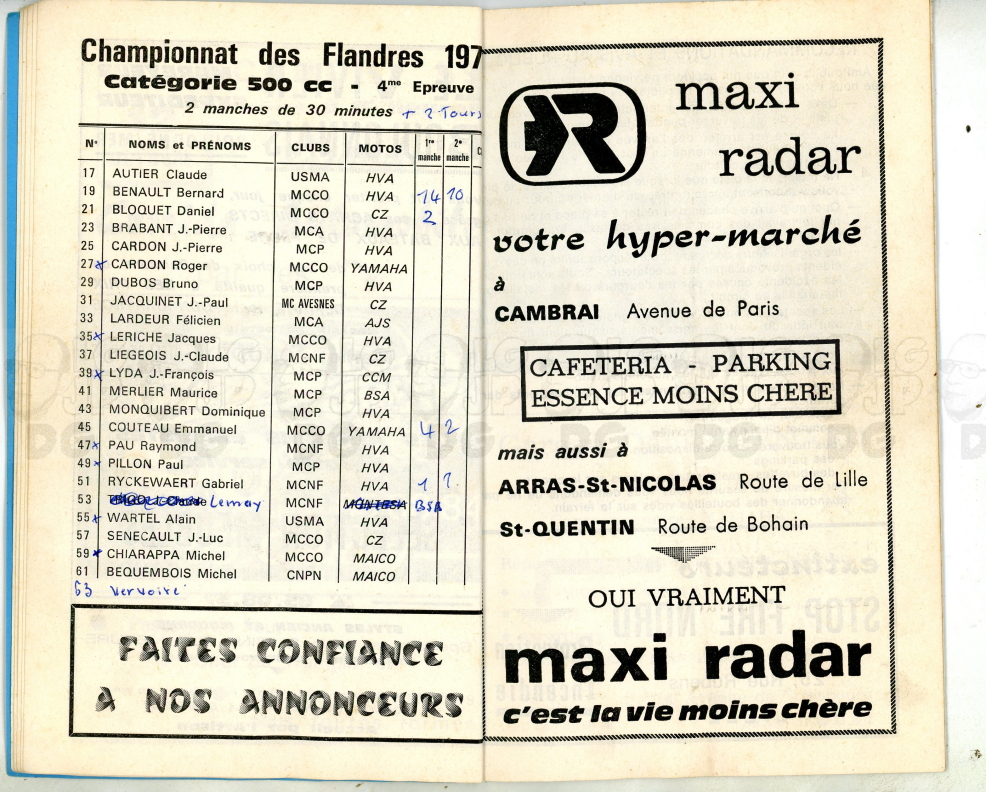 Championnat des Flandres 197
Catégorie 500 cc - 4me Epreuve
2 manches de 30 minutes + 2 Tours
N° NOMS et PRÉNOMS CLUBS MOTOS 1re manche 2e manche
17 AUTIER Claude USMA HVA
19 BENAULT Bernard MCCO HVA 14 10
21 BLOQUET Daniel MCCO CZ 2
23 BRABANT J.-Pierre MCA HVA
25 CARDON J.-Pierre MCP HVA
27 x CARDON Roger MCCO YAMAHA
29 DUBOS Bruno MCP HVA
31 JACQUINET J.-Paul MC AVESNES CZ
33 LARDEUR Félicien MCA AJS
35 x LERICHE Jacques MCCO HVA
37 LIEGEOIS J.-Claude MCNF CZ
39 x LYDA J.-François MCP CCM
41 MERLIER Maurice MCP BSA
43 MONQUIBERT Dominique MCP HVA
45 COUTEAU Emmanuel MCCO YAMAHA 4 2
47 x PAU Raymond MCNF HVA
49 x PILLON Paul MCP HVA
51 RYCKEWAERT Gabriel MCNF HVA 1 ?
53 Lemay MCNF MONTESA BSA
55 x WARTEL Alain USMA HVA
57 SENECAULT J.-Luc MCCO CZ
59 x CHIARAPPA Michel MCCO MAICO
61 BEQUEMBOIS Michel CNPN MAICO
63 Vervoire
FAITES CONFIANCE
A NOS ANNONCEURS
maxi
radar
votre hyper-marché
à
CAMBRAI Avenue de Paris
CAFETERIA - PARKING
ESSENCE MOINS CHERE
mais aussi à
ARRAS-St-NICOLAS Route de Lille
St-QUENTIN Route de Bohain
OUI VRAIMENT
maxi radar
c'est la vie moins chère